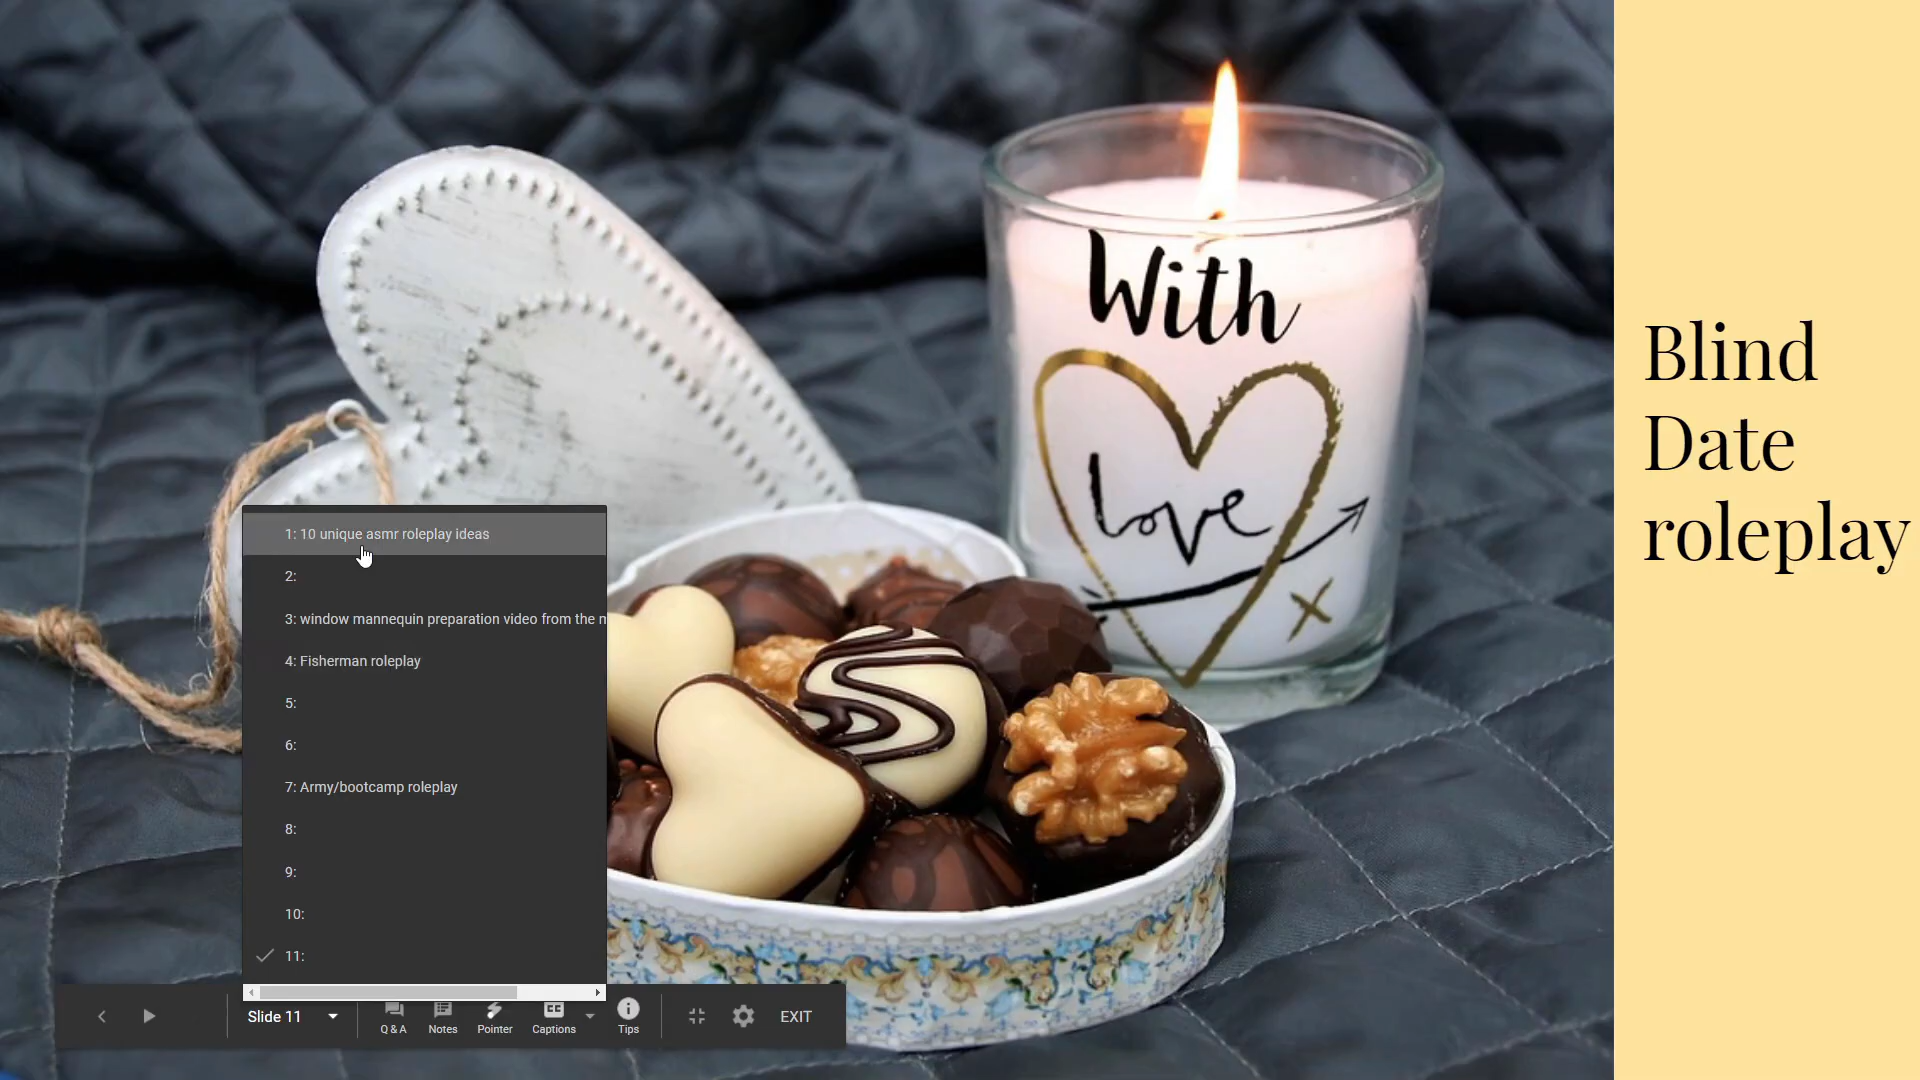 With
Love
x
Blind
Date
roleplay
1: 10 unique asmr roleplay ideas
2:
3: window mannequin preparation video from the
4: Fisherman roleplay
5:
6:
7: Army/bootcamp roleplay
8:
9:
10:
11:
Slide 11
Q & A
Notes
Pointer
CC
Captions
Tips
EXIT